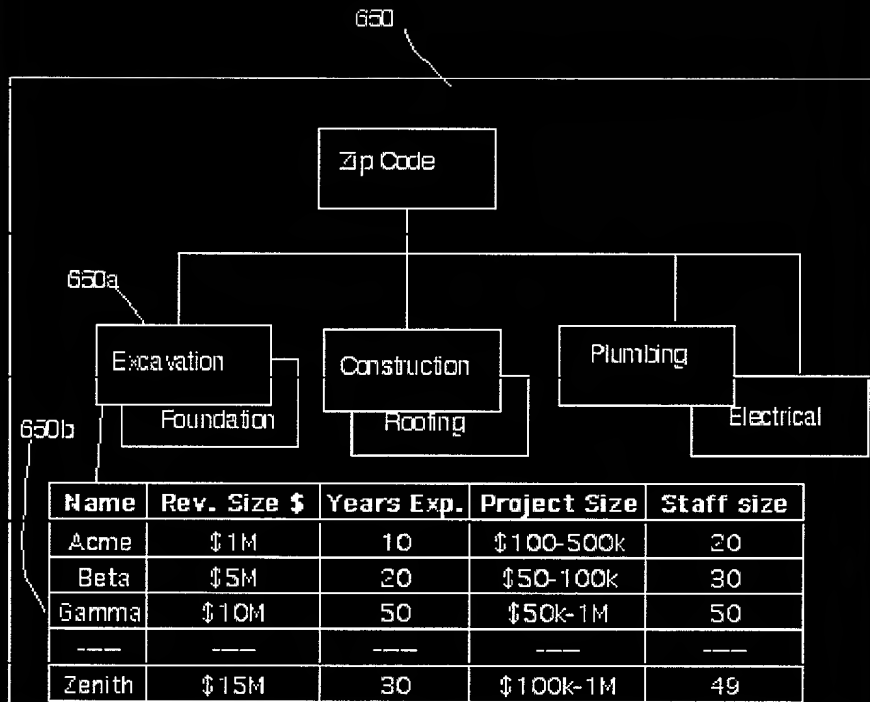 650
Zip Code
650a
Excavation
Construction
Plumbing
Foundation
Roofing
Electrical
650b
Name Rev. Size $ Years Exp. Project Size Staff size
Acme $1M 10 $100-500k 20
Beta $5M 20 $50-100k 30
Gamma $10M 50 $50k-1M 50
---- ---- ---- ---- ----
Zenith $15M 30 $100k-1M 49